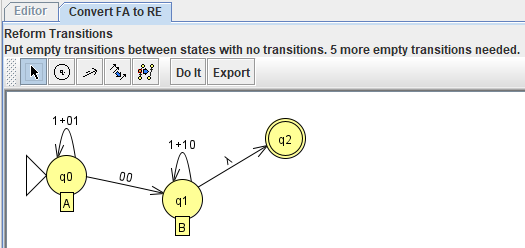 Editor Convert FA to RE
Reform Transitions
Put empty transitions between states with no transitions. 5 more empty transitions needed.
Do It Export
1+01
1+10
q2
λ
q0
00
q1
A
B